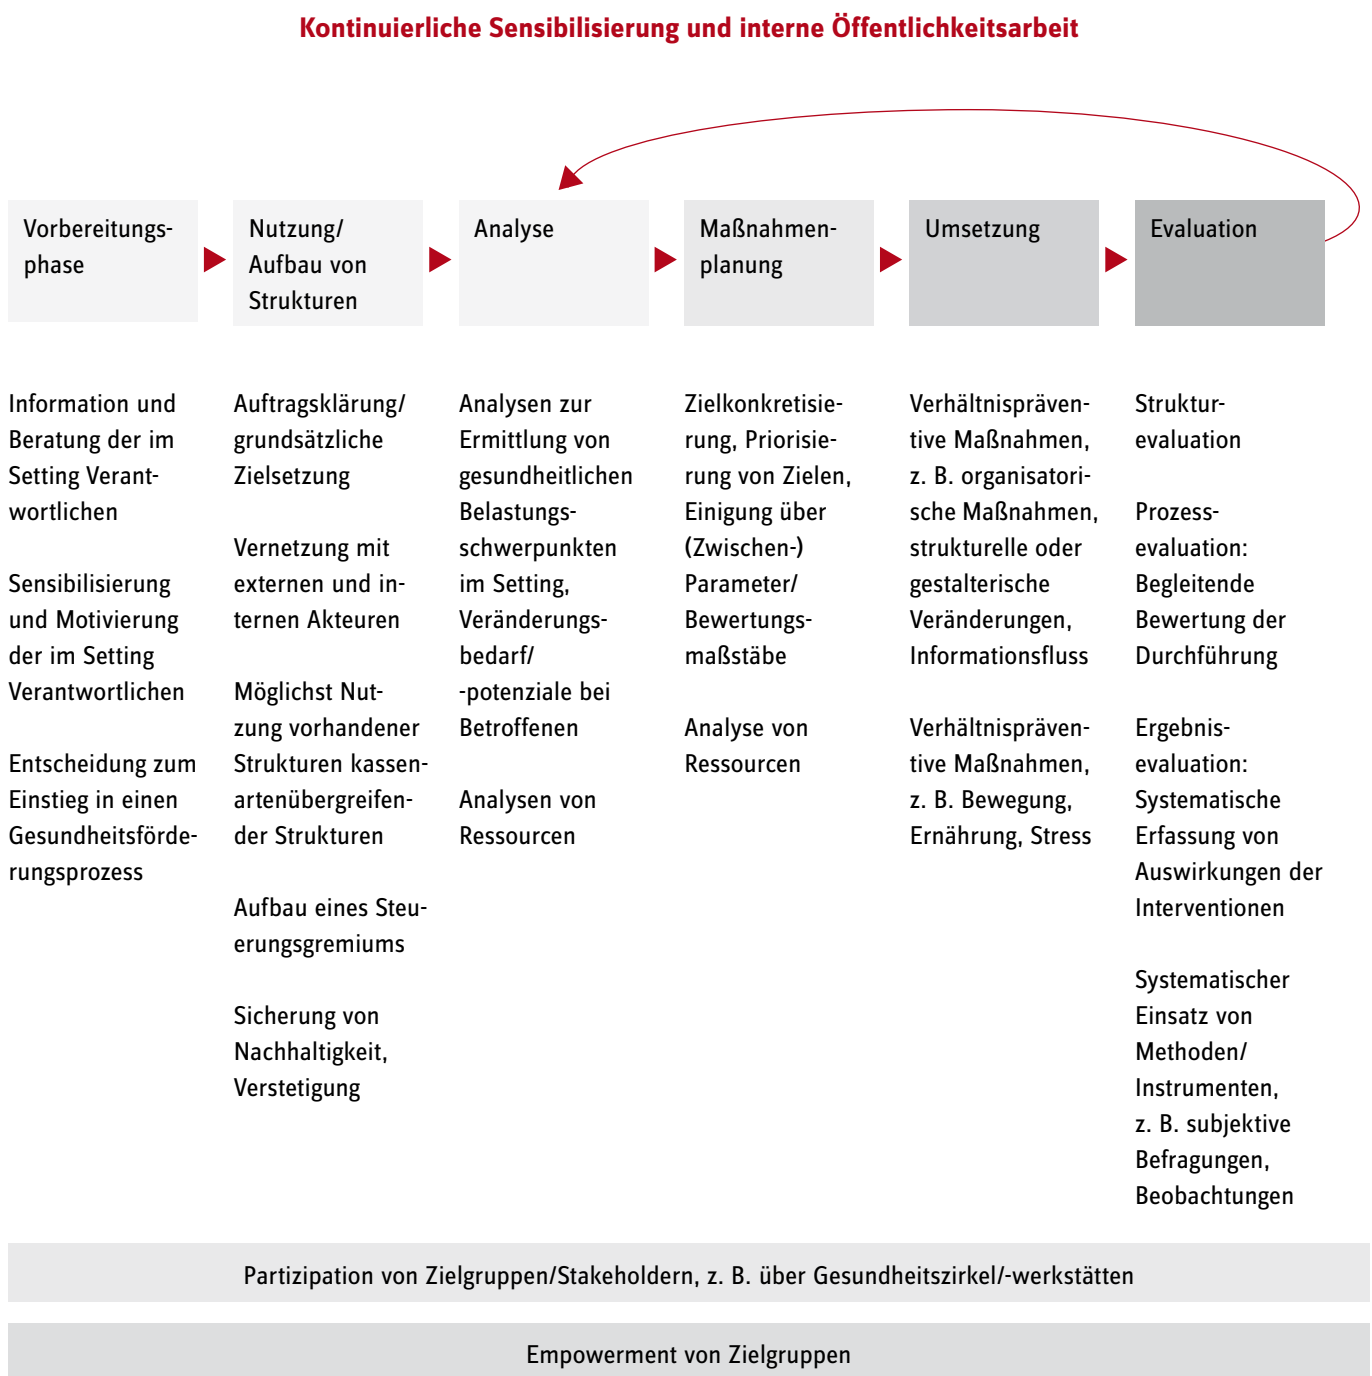 Kontinuierliche Sensibilisierung und interne Öffentlichkeitsarbeit
Vorbereitungs-
phase
Nutzung/
Aufbau von
Strukturen
Analyse
Maßnahmen-
planung
Umsetzung
Evaluation
Information und
Beratung der im
Setting Verant-
wortlichen
Sensibilisierung
und Motivierung
der im Setting
Verantwortlichen
Entscheidung zum
Einstieg in einen
Gesundheitsförde-
rungsprozess
Auftragsklärung/
grundsätzliche
Zielsetzung
Vernetzung mit
externen und in-
ternen Akteuren
Möglichst Nut-
zung vorhandener
Strukturen kassen-
artenübergreifen-
der Strukturen
Aufbau eines Steu-
erungsgremiums
Sicherung von
Nachhaltigkeit,
Verstetigung
Analysen zur
Ermittlung von
gesundheitlichen
Belastungs-
schwerpunkten
im Setting,
Veränderungs-
bedarf/
-potenziale bei
Betroffenen
Analysen von
Ressourcen
Zielkonkretisie-
rung, Priorisie-
rung von Zielen,
Einigung über
(Zwischen-)
Parameter/
Bewertungs-
maßstäbe
Analyse von
Ressourcen
Verhältnispräven-
tive Maßnahmen,
z. B. organisatori-
sche Maßnahmen,
strukturelle oder
gestalterische
Veränderungen,
Informationsfluss
Verhältnispräven-
tive Maßnahmen,
z. B. Bewegung,
Ernährung, Stress
Struktur-
evaluation
Prozess-
evaluation:
Begleitende
Bewertung der
Durchführung
Ergebnis-
evaluation:
Systematische
Erfassung von
Auswirkungen der
Interventionen
Systematischer
Einsatz von
Methoden/
Instrumenten,
z. B. subjektive
Befragungen,
Beobachtungen
Partizipation von Zielgruppen/Stakeholdern, z. B. über Gesundheitszirkel/-werkstätten
Empowerment von Zielgruppen